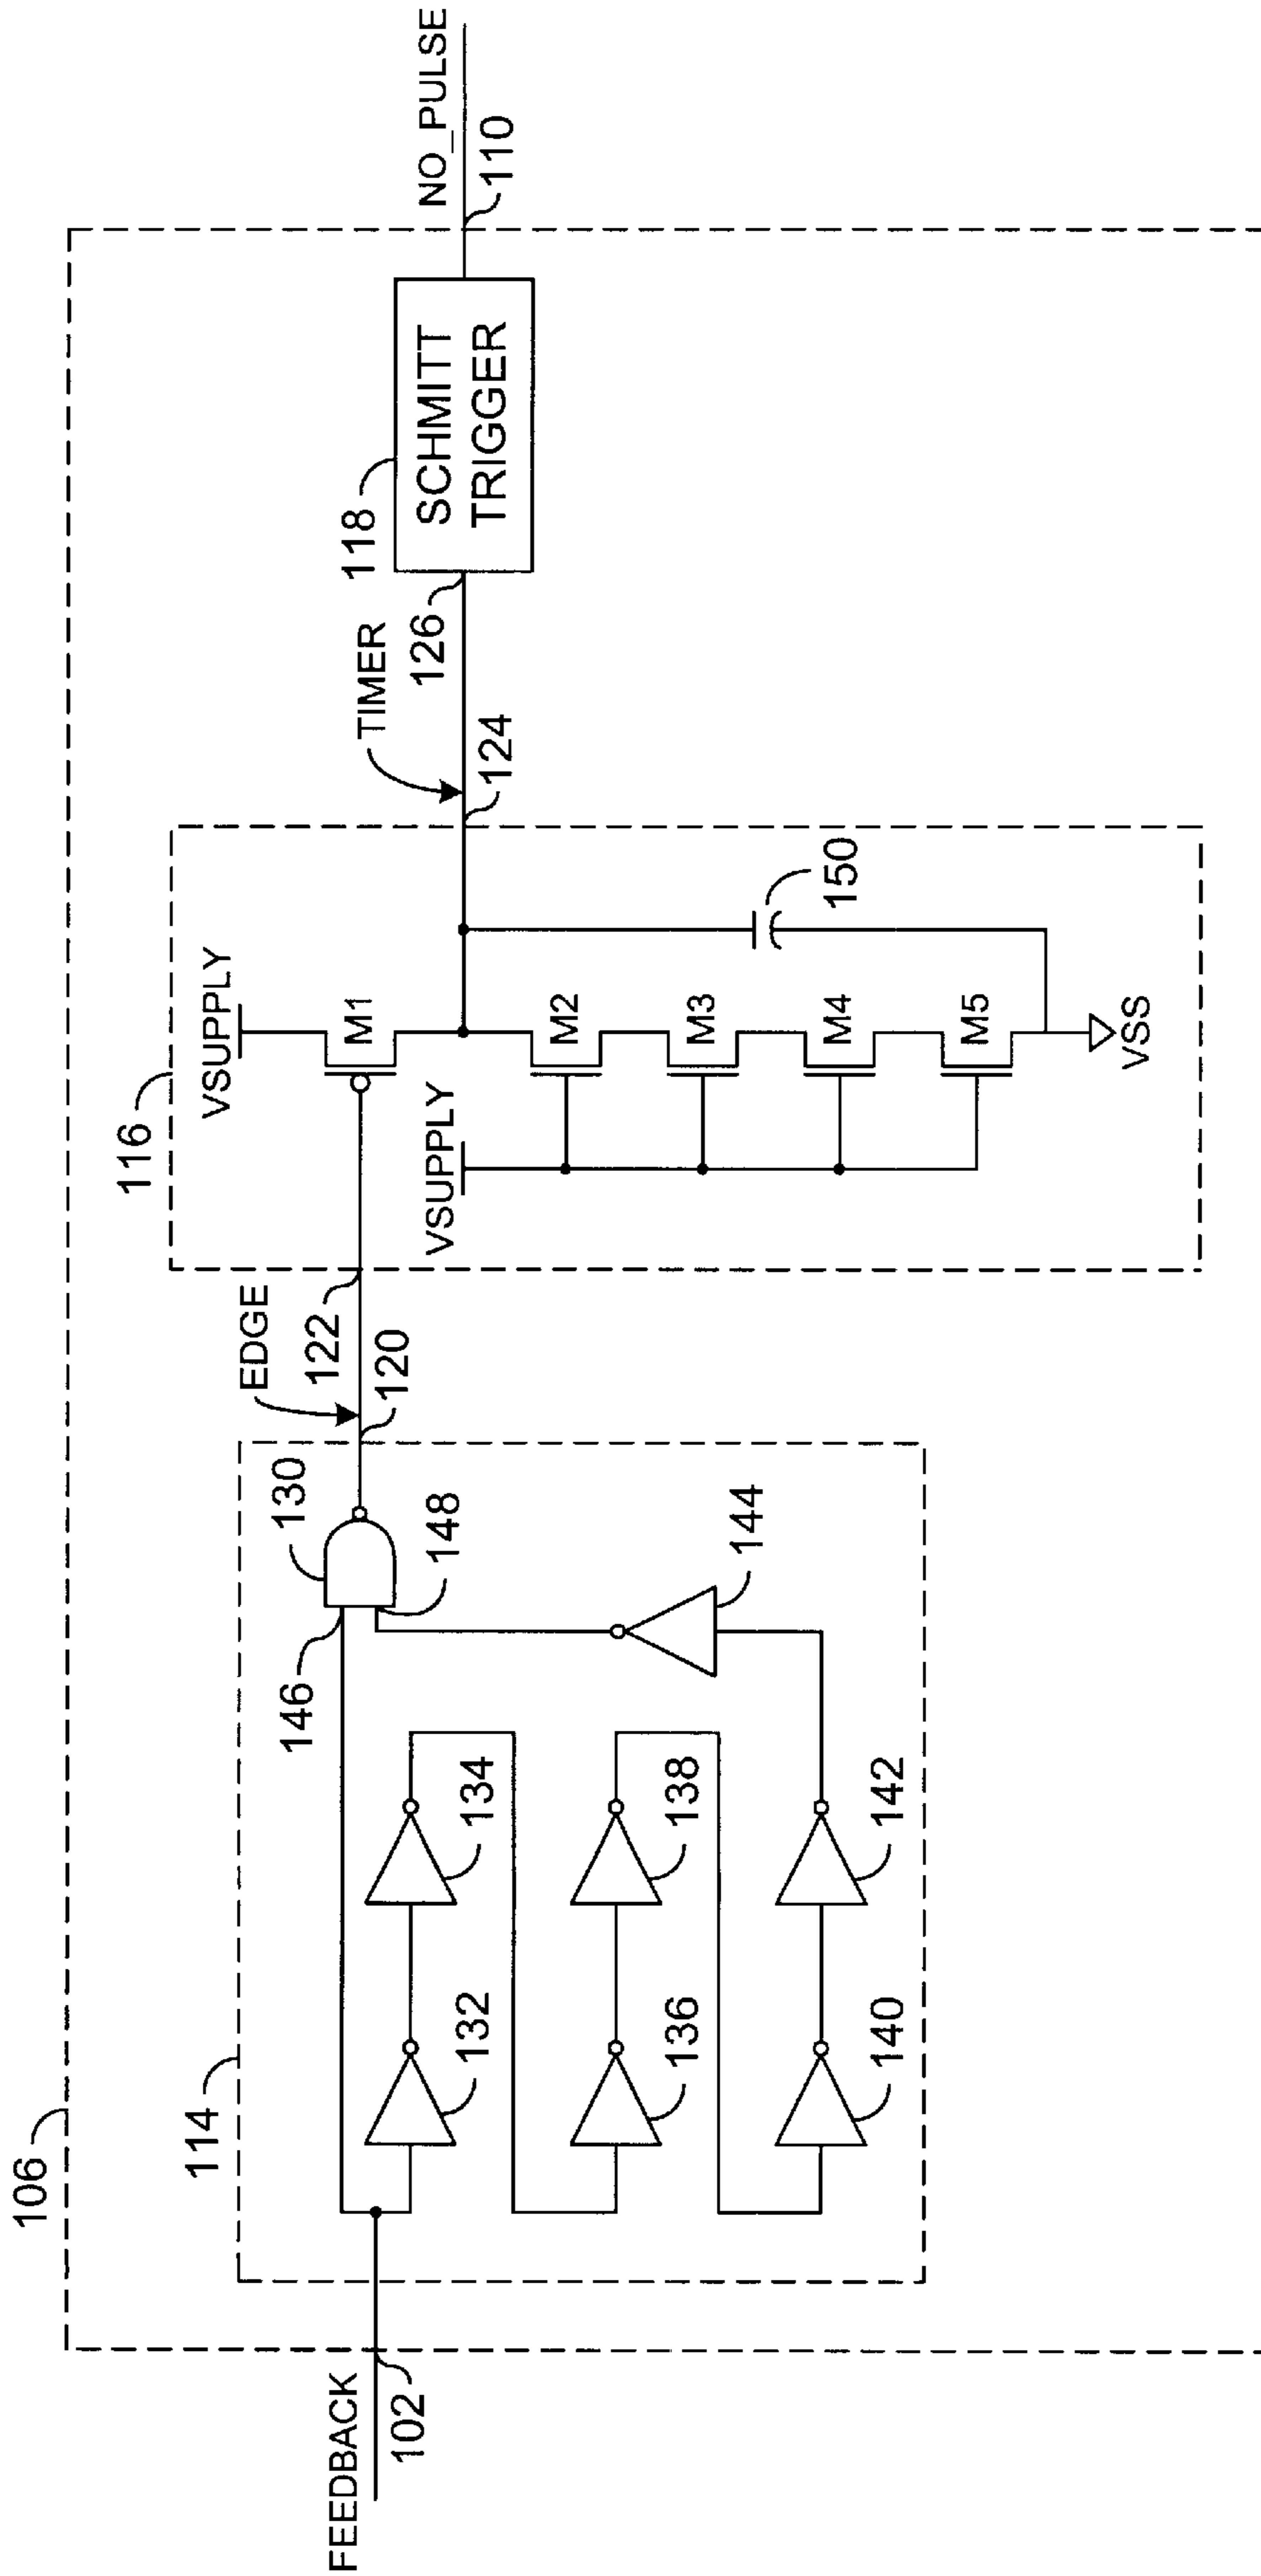 106
FEEDBACK
102
114
132
134
136
138
140
142
144
146
148
130
EDGE
120
122
116
VSUPPLY
M1
VSUPPLY
M2
M3
M4
M5
VSS
150
TIMER
124
126
118
SCHMITT
TRIGGER
NO_PULSE
110